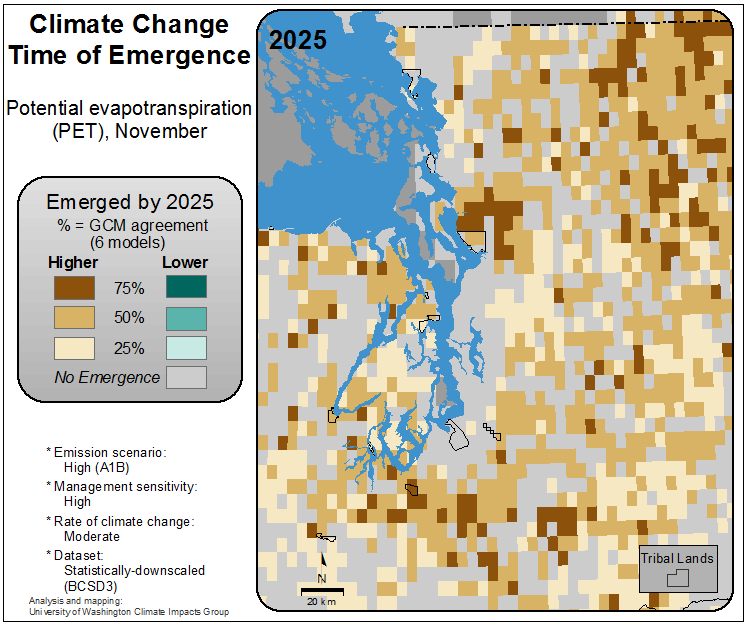 Climate Change
Time of Emergence
Potential evapotranspiration
(PET), November
Emerged by 2025
% = GCM agreement
(6 models)
Higher Lower
75%
50%
25%
No Emergence
* Emission scenario:
High (A1B)
* Management sensitivity:
High
* Rate of climate change:
Moderate
* Dataset:
Statistically-downscaled
(BCSD3)
Analysis and mapping:
University of Washington Climate Impacts Group
2025
N
20 km
Tribal Lands